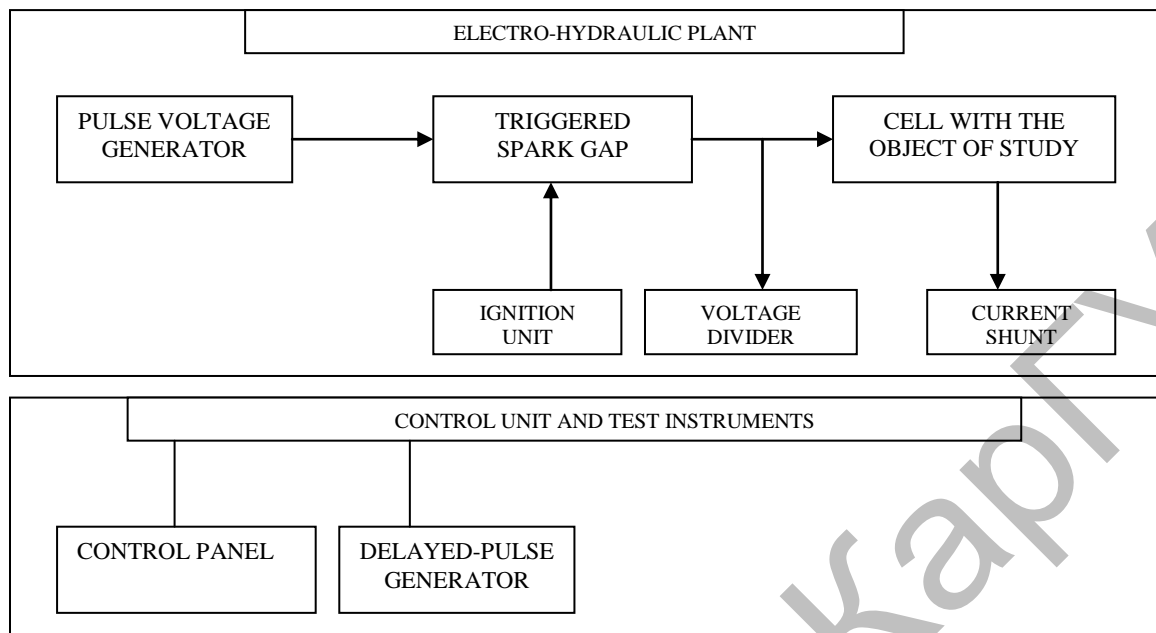 ELECTRO-HYDRAULIC PLANT
PULSE VOLTAGE
GENERATOR
TRIGGERED
SPARK GAP
CELL WITH THE
OBJECT OF STUDY
IGNITION
UNIT
VOLTAGE
DIVIDER
CURRENT
SHUNT
CONTROL UNIT AND TEST INSTRUMENTS
CONTROL PANEL
DELAYED-PULSE
GENERATOR
КарГ